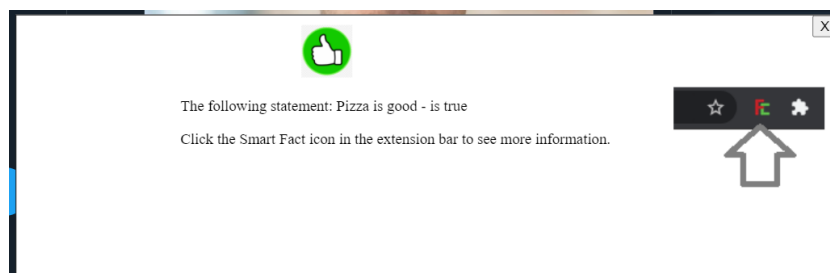 X
The following statement: Pizza is good - is true
FC
Click the Smart Fact icon in the extension bar to see more information.